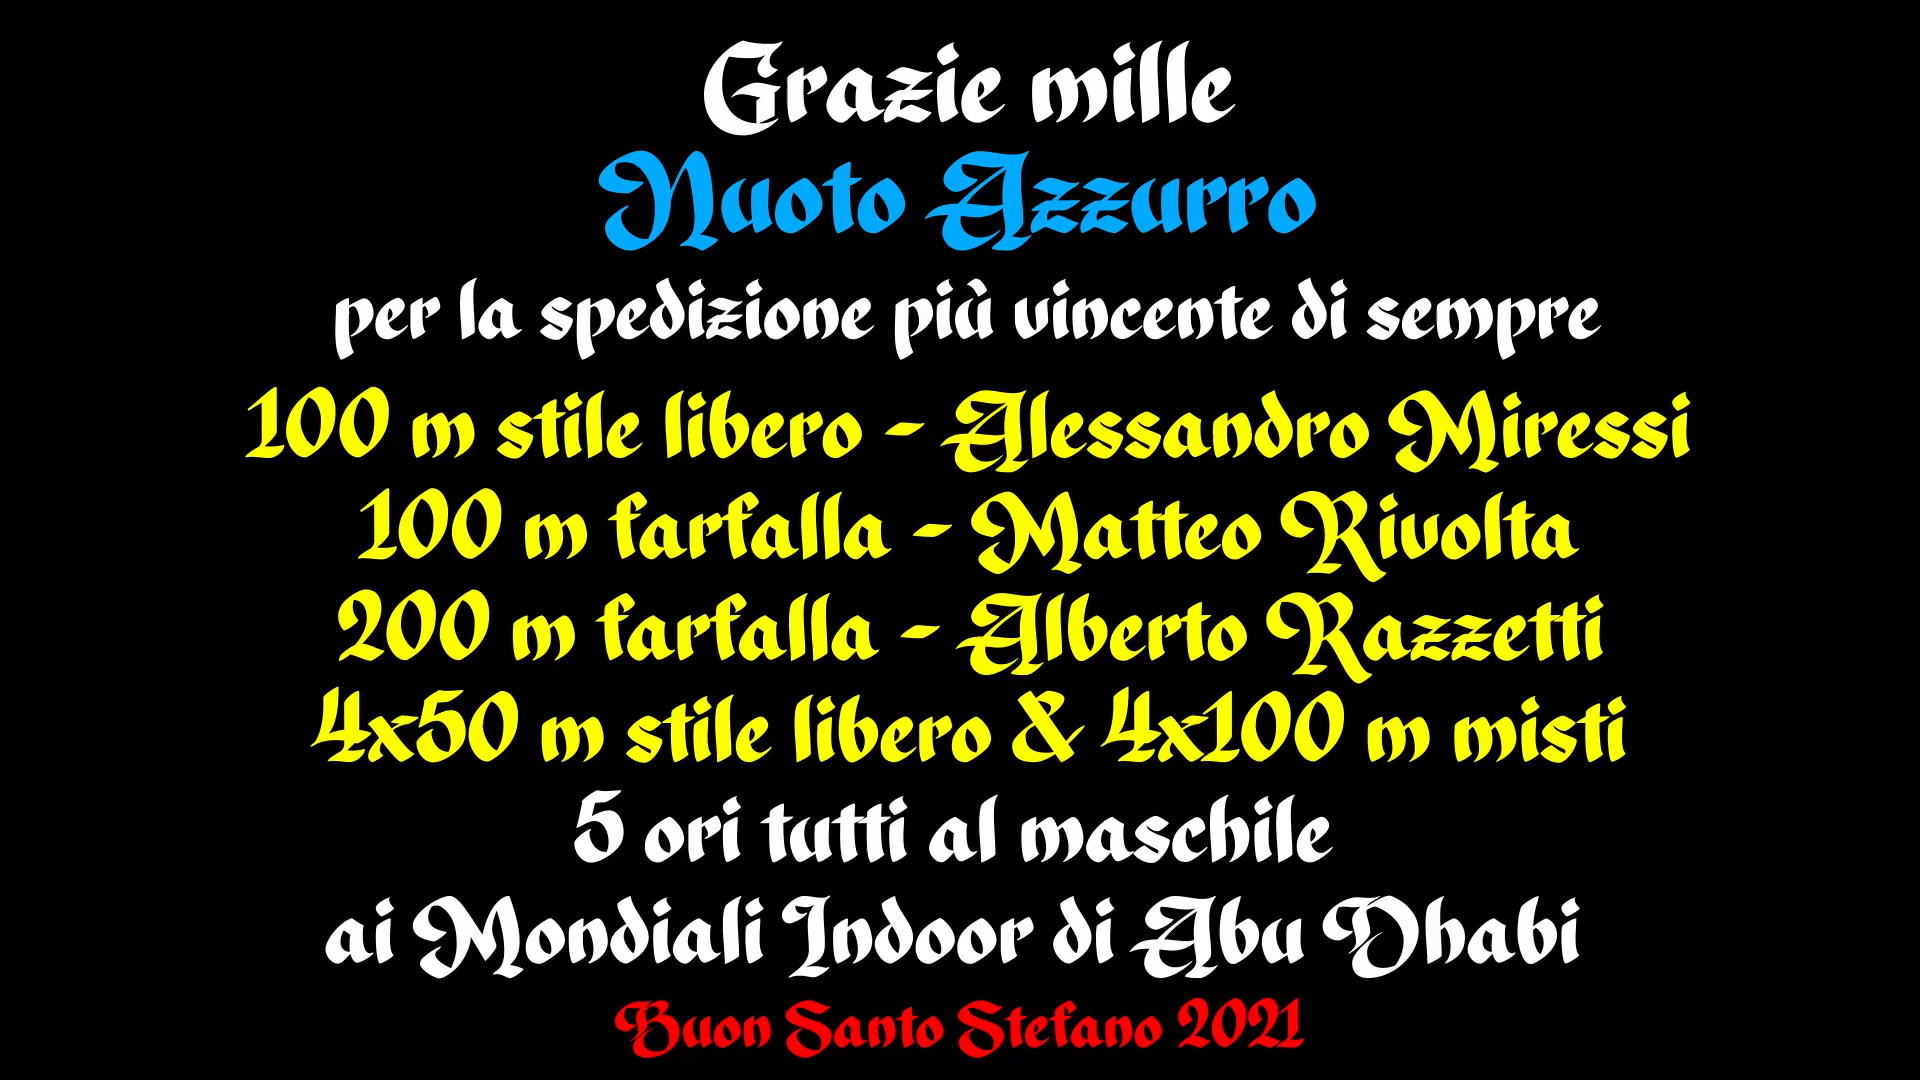 Grazie mille
Nuoto Azzurro
per la spedizione più vincente di sempre
100 m stile libero - Alessandro Miressi
100 m farfalla - Matteo Rivolta
200 m farfalla - Alberto Razzetti
4x50 m stile libero & 4x100 m misti
5 ori tutti al maschile
ai Mondiali Indoor di Abu Dhabi
Buon Santo Stefano 2021